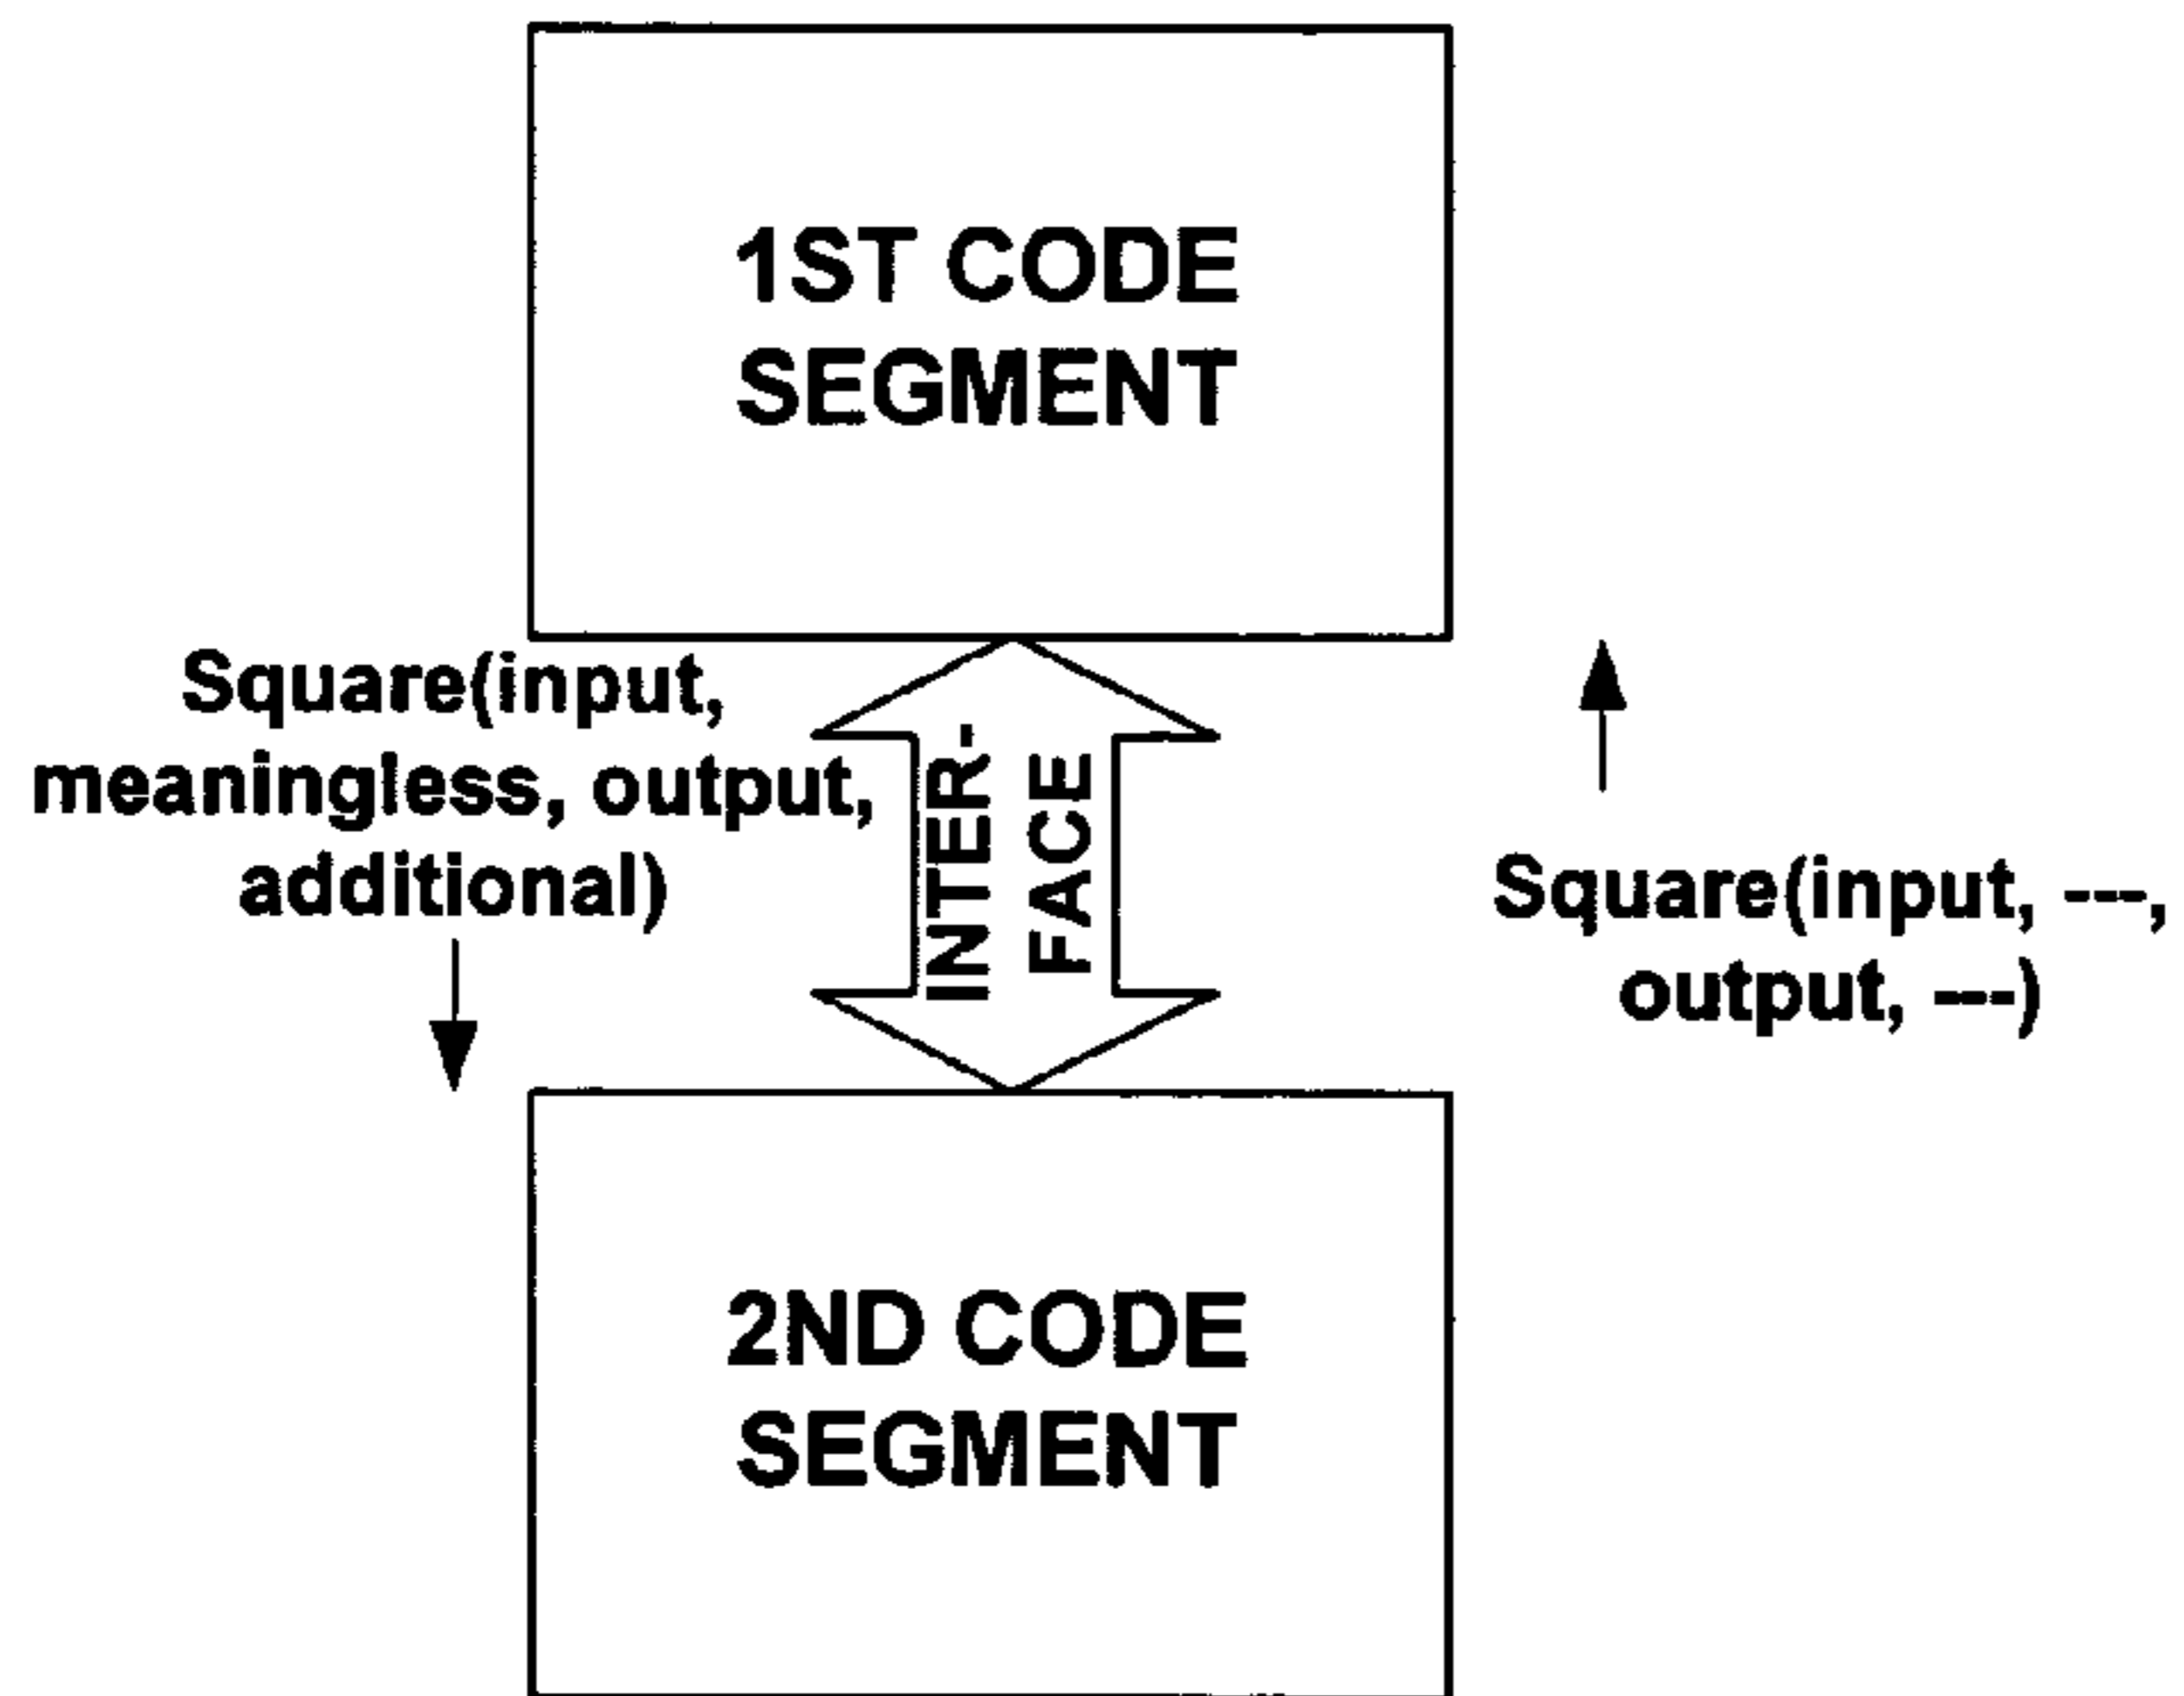 1ST CODE
SEGMENT
Square(input,
meaningless, output,
additional)
INTER-
FACE
Square(input, ---,
output, ---)
2ND CODE
SEGMENT